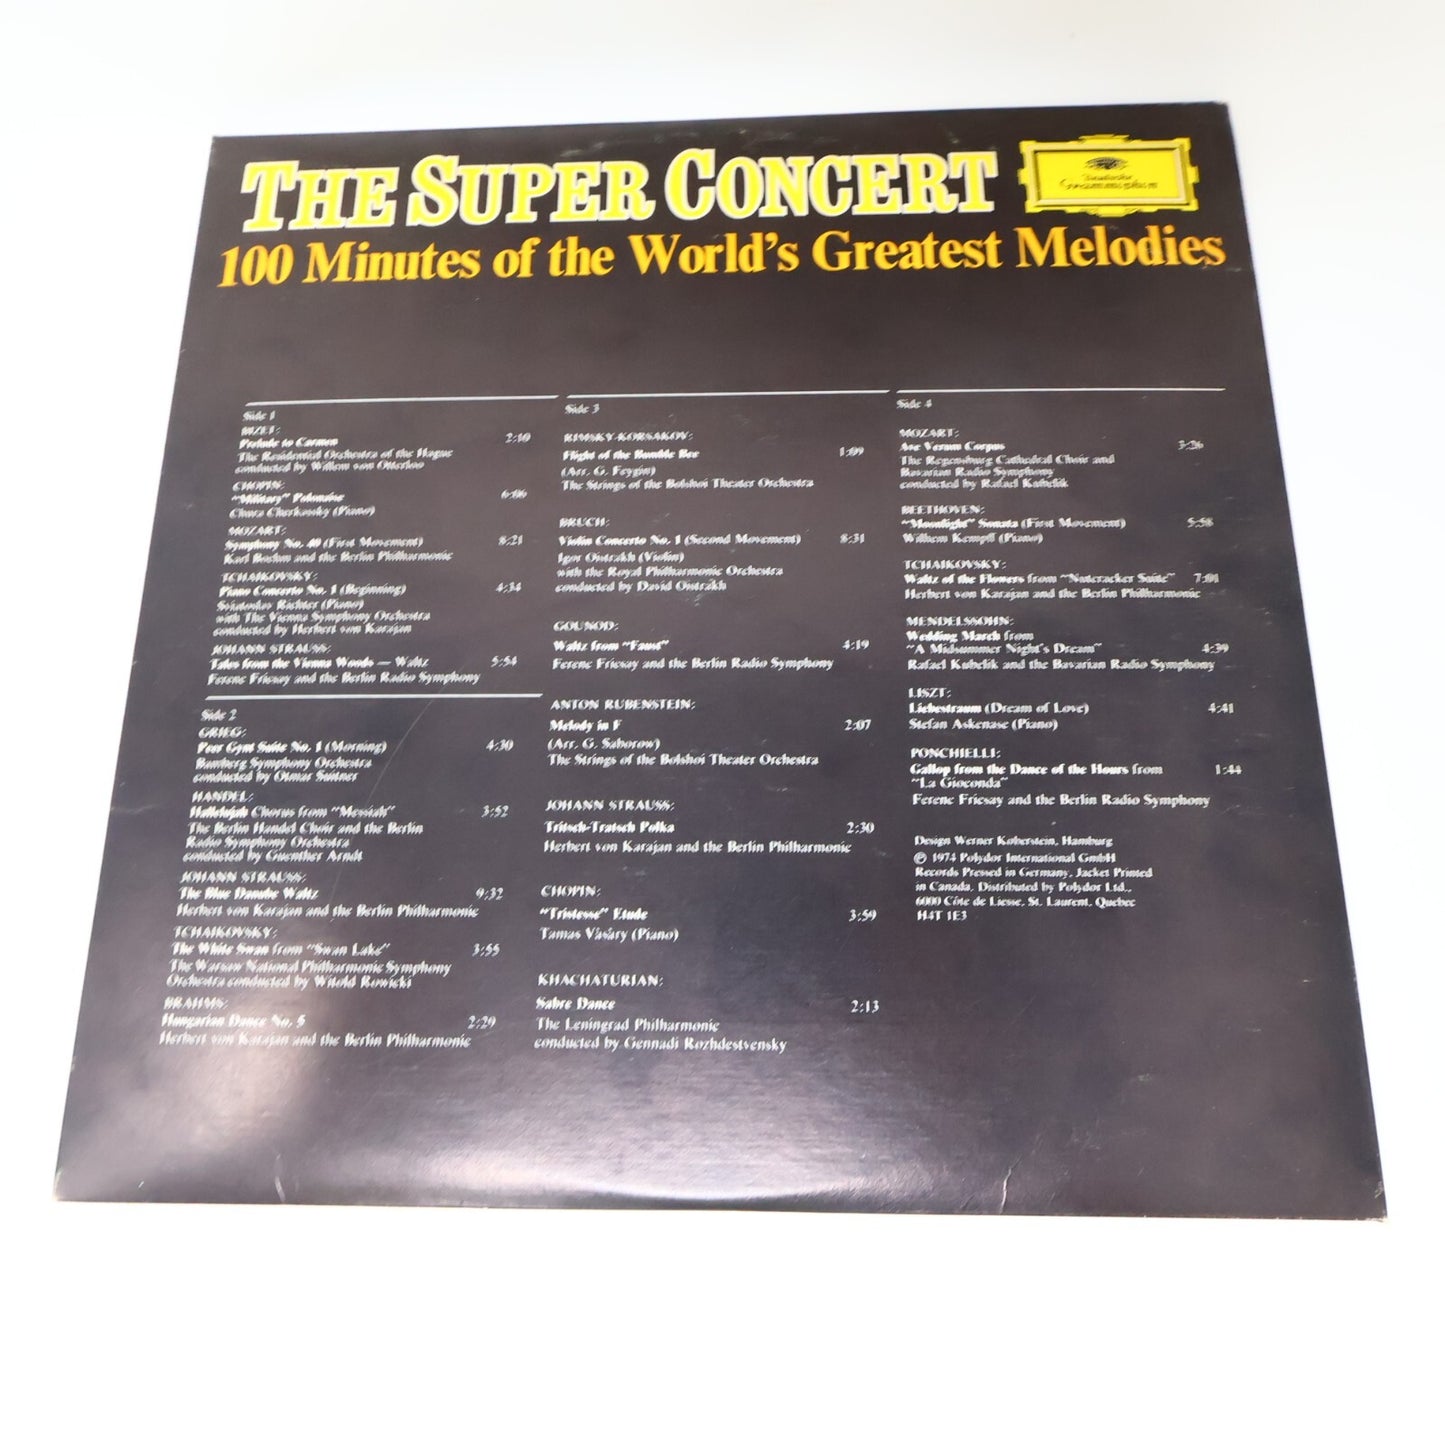 THE SUPER CONCERT
Deutsche
Grammophon
100 Minutes of the World's Greatest Melodies
Side 1
BIZET:
Prelude to Carmen 2:10
The Residential Orchestra of the Hague
conducted by Willem von Otterloo
CHOPIN:
"Military" Polonaise 6:06
Chura Cherkassky (Piano)
MOZART:
Symphony No. 40 (First Movement) 8:21
Karl Boehm and the Berlin Philharmonic
TCHAIKOVSKY:
Piano Concerto No. 1 (Beginning) 4:34
Sviatoslav Richter (Piano)
with The Vienna Symphony Orchestra
conducted by Herbert von Karajan
JOHANN STRAUSS:
Tales from the Vienna Woods — Waltz 5:54
Ferenc Fricsay and the Berlin Radio Symphony
Side 2
GRIEG:
Peer Gynt Suite No. 1 (Morning) 4:30
Bamberg Symphony Orchestra
conducted by Otmar Suitner
HANDEL:
Hallelujah Chorus from "Messiah" 3:52
The Berlin Handel Choir and the Berlin
Radio Symphony Orchestra
conducted by Guenther Arndt
JOHANN STRAUSS:
The Blue Danube Waltz 9:32
Herbert von Karajan and the Berlin Philharmonic
TCHAIKOVSKY:
The White Swan from "Swan Lake" 3:55
The Warsaw National Philharmonic Symphony
Orchestra conducted by Witold Rowicki
BRAHMS:
Hungarian Dance No. 5 2:29
Herbert von Karajan and the Berlin Philharmonic
Side 3
RIMSKY-KORSAKOV:
Flight of the Bumble Bee 1:09
(Arr. G. Feygin)
The Strings of the Bolshoi Theater Orchestra
BRUCH:
Violin Concerto No. 1 (Second Movement) 8:31
Igor Oistrakh (Violin)
with the Royal Philharmonic Orchestra
conducted by David Oistrakh
GOUNOD:
Waltz from "Faust" 4:19
Ferenc Fricsay and the Berlin Radio Symphony
ANTON RUBENSTEIN:
Melody in F 2:07
(Arr. G. Saborow)
The Strings of the Bolshoi Theater Orchestra
JOHANN STRAUSS:
Tritsch-Tratsch Polka 2:30
Herbert von Karajan and the Berlin Philharmonic
CHOPIN:
"Tristesse" Etude 3:59
Tamas Vàsàry (Piano)
KHACHATURIAN:
Sabre Dance 2:13
The Leningrad Philharmonic
conducted by Gennadi Rozhdestvensky
Side 4
MOZART:
Ave Verum Corpus 3:26
The Regensburg Cathedral Choir and
Bavarian Radio Symphony
conducted by Rafael Kubelik
BEETHOVEN:
"Moonlight" Sonata (First Movement) 5:58
Wilhem Kempff (Piano)
TCHAIKOVSKY:
Waltz of the Flowers from "Nutcracker Suite" 7:01
Herbert von Karajan and the Berlin Philharmonic
MENDELSSOHN:
Wedding March from
"A Midsummer Night's Dream" 4:39
Rafael Kubelik and the Bavarian Radio Symphony
LISZT:
Liebestraum (Dream of Love) 4:41
Stefan Askenase (Piano)
PONCHIELLI:
Gallop from the Dance of the Hours from 1:44
"La Gioconda"
Ferenc Fricsay and the Berlin Radio Symphony
Design Werner Koberstein, Hamburg
℗ 1974 Polydor International GmbH
Records Pressed in Germany, Jacket Printed
in Canada. Distributed by Polydor Ltd.,
6000 Côte de Liesse, St. Laurent, Quebec
H4T 1E3